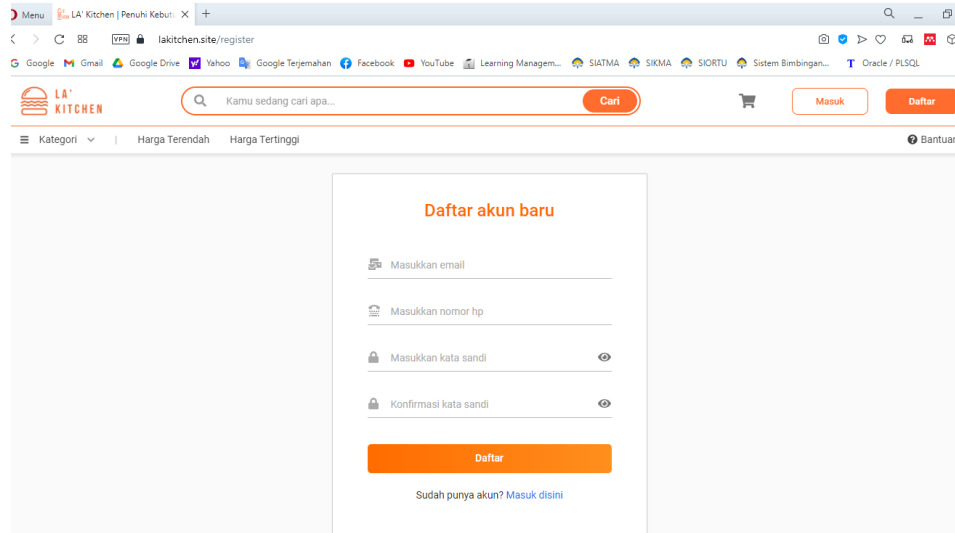 Menu LA' Kitchen | Penuhi Kebutu
VPN lakitchen.site/register
Google Gmail Google Drive Yahoo Google Terjemahan Facebook YouTube Learning Managem... SIATMA SIKMA SIORTU Sistem Bimbingan... T Oracle / PLSQL
LA' KITCHEN Kamu sedang cari apa... Cari Masuk Daftar
Kategori | Harga Terendah Harga Tertinggi Bantuan
Daftar akun baru
Masukkan email
Masukkan nomor hp
Masukkan kata sandi
Konfirmasi kata sandi
Daftar
Sudah punya akun? Masuk disini